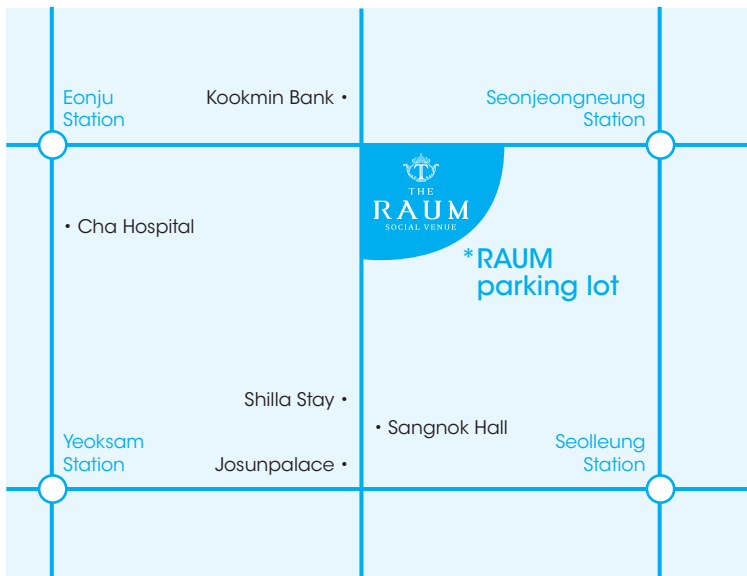 Eonju
Station
Kookmin Bank •
Seonjeongneung
Station
T
THE
RAUM
SOCIAL VENUE
• Cha Hospital
*RAUM
parking lot
Shilla Stay •
• Sangnok Hall
Yeoksam
Station
Josunpalace •
Seolleung
Station